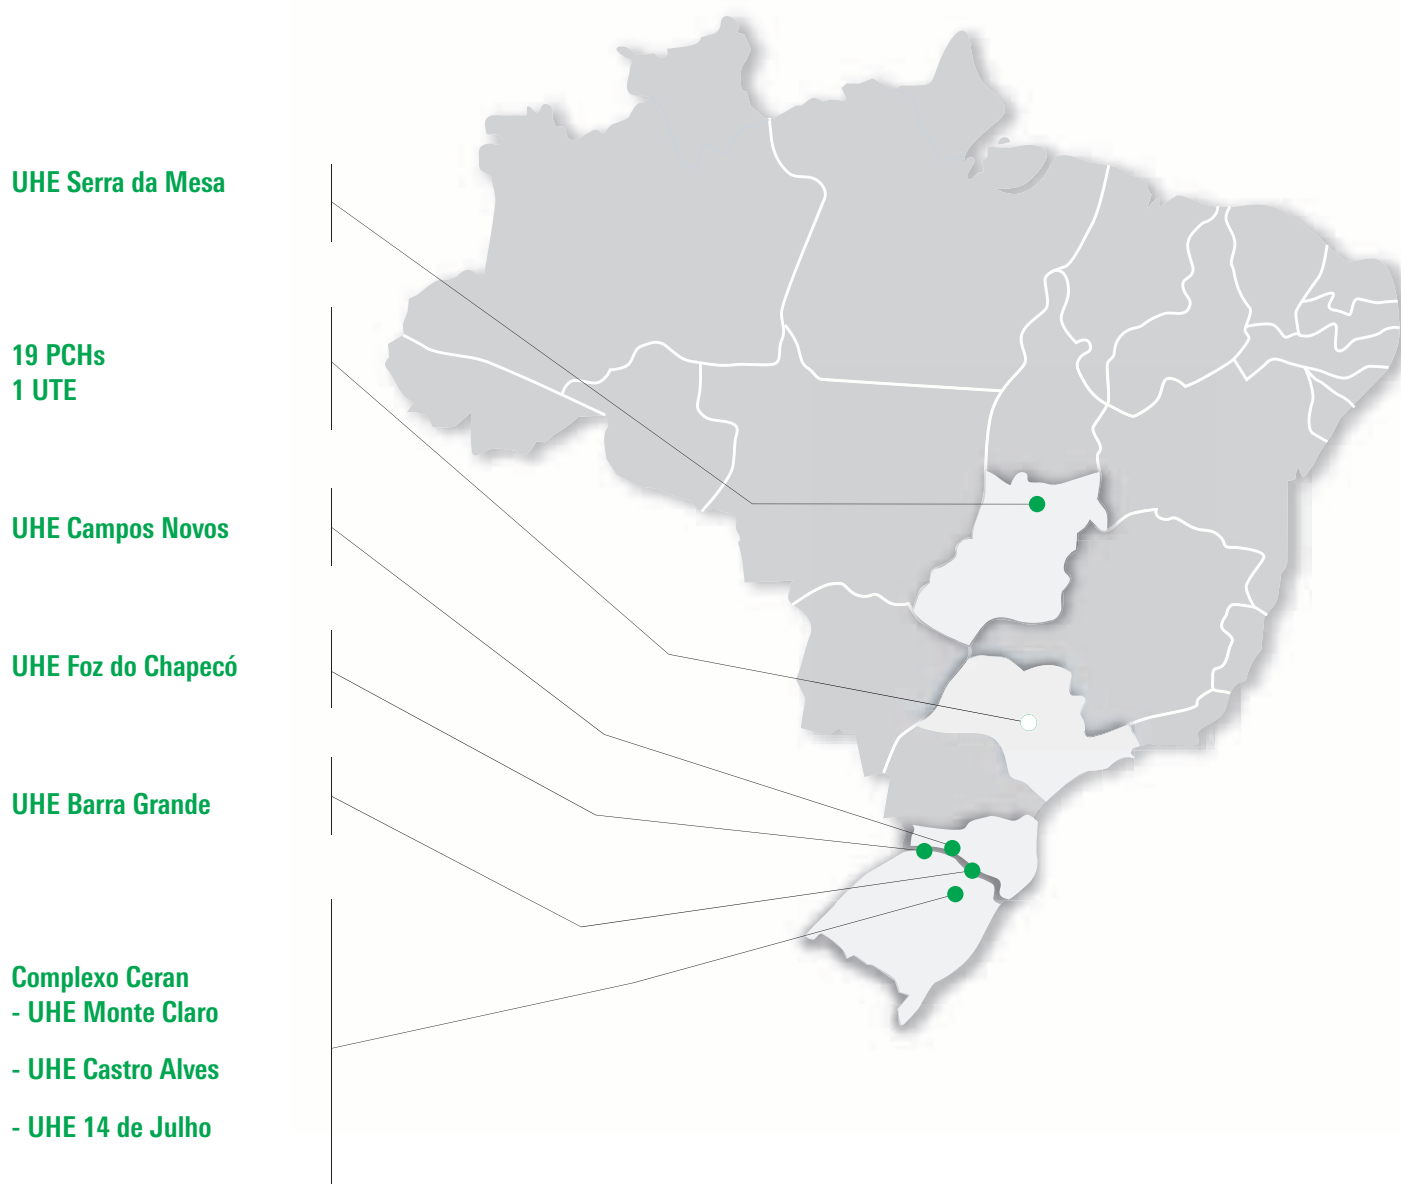 UHE Serra da Mesa
19 PCHs
1 UTE
UHE Campos Novos
UHE Foz do Chapecó
UHE Barra Grande
Complexo Ceran
- UHE Monte Claro
- UHE Castro Alves
- UHE 14 de Julho